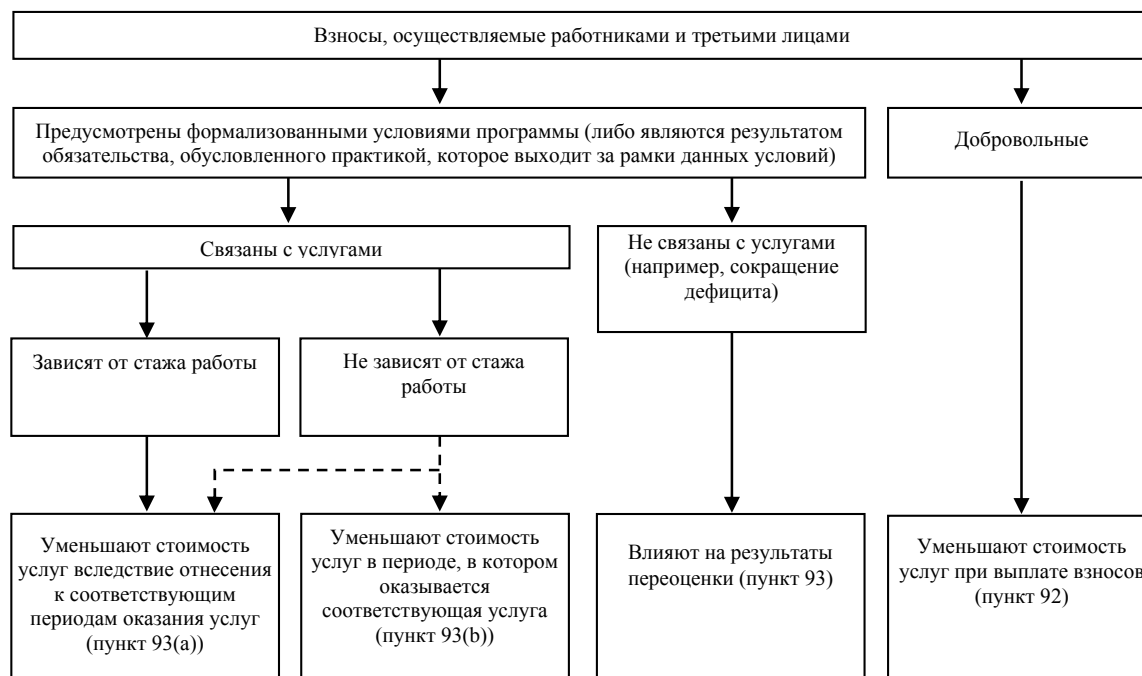 Взносы, осуществляемые работниками и третьими лицами
Предусмотрены формализованными условиями программы (либо являются результатом
обязательства, обусловленного практикой, которое выходит за рамки данных условий)
Добровольные
Связаны с услугами
Не связаны с услугами
(например, сокращение
дефицита)
Зависят от стажа работы
Не зависят от стажа
работы
Уменьшают стоимость
услуг вследствие отнесения
к соответствующим
периодам оказания услуг
(пункт 93(a))
Уменьшают стоимость
услуг в периоде, в котором
оказывается
соответствующая услуга
(пункт 93(b))
Влияют на результаты
переоценки (пункт 93)
Уменьшают стоимость
услуг при выплате взносов
(пункт 92)